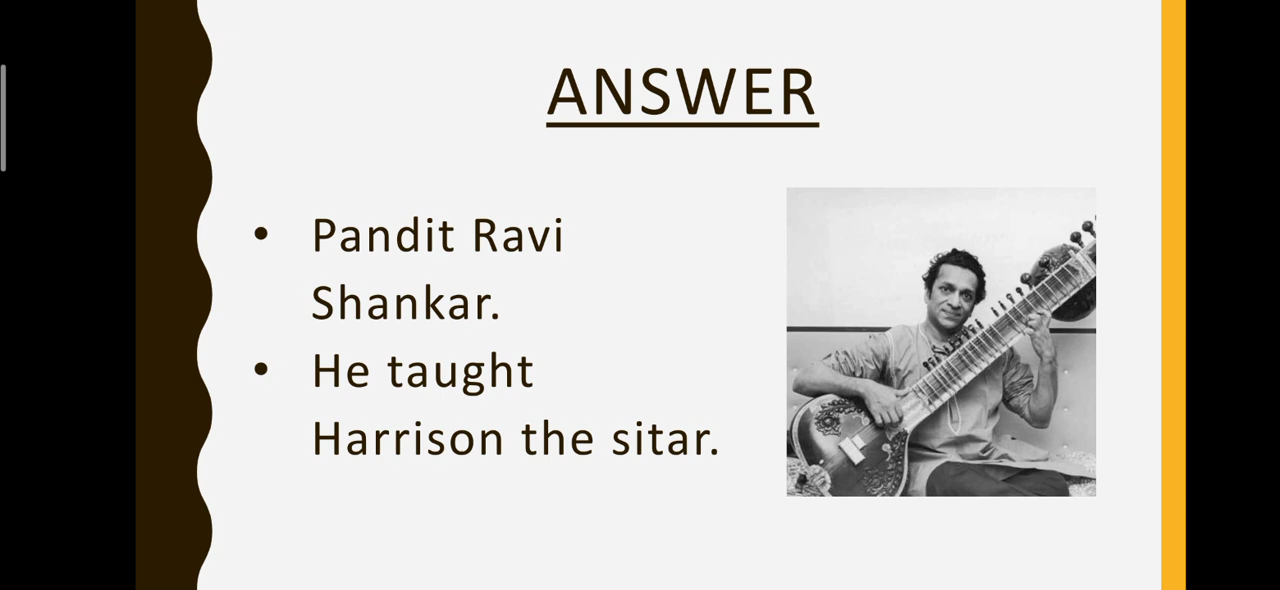 ANSWER
• Pandit Ravi
Shankar.
• He taught
Harrison the sitar.